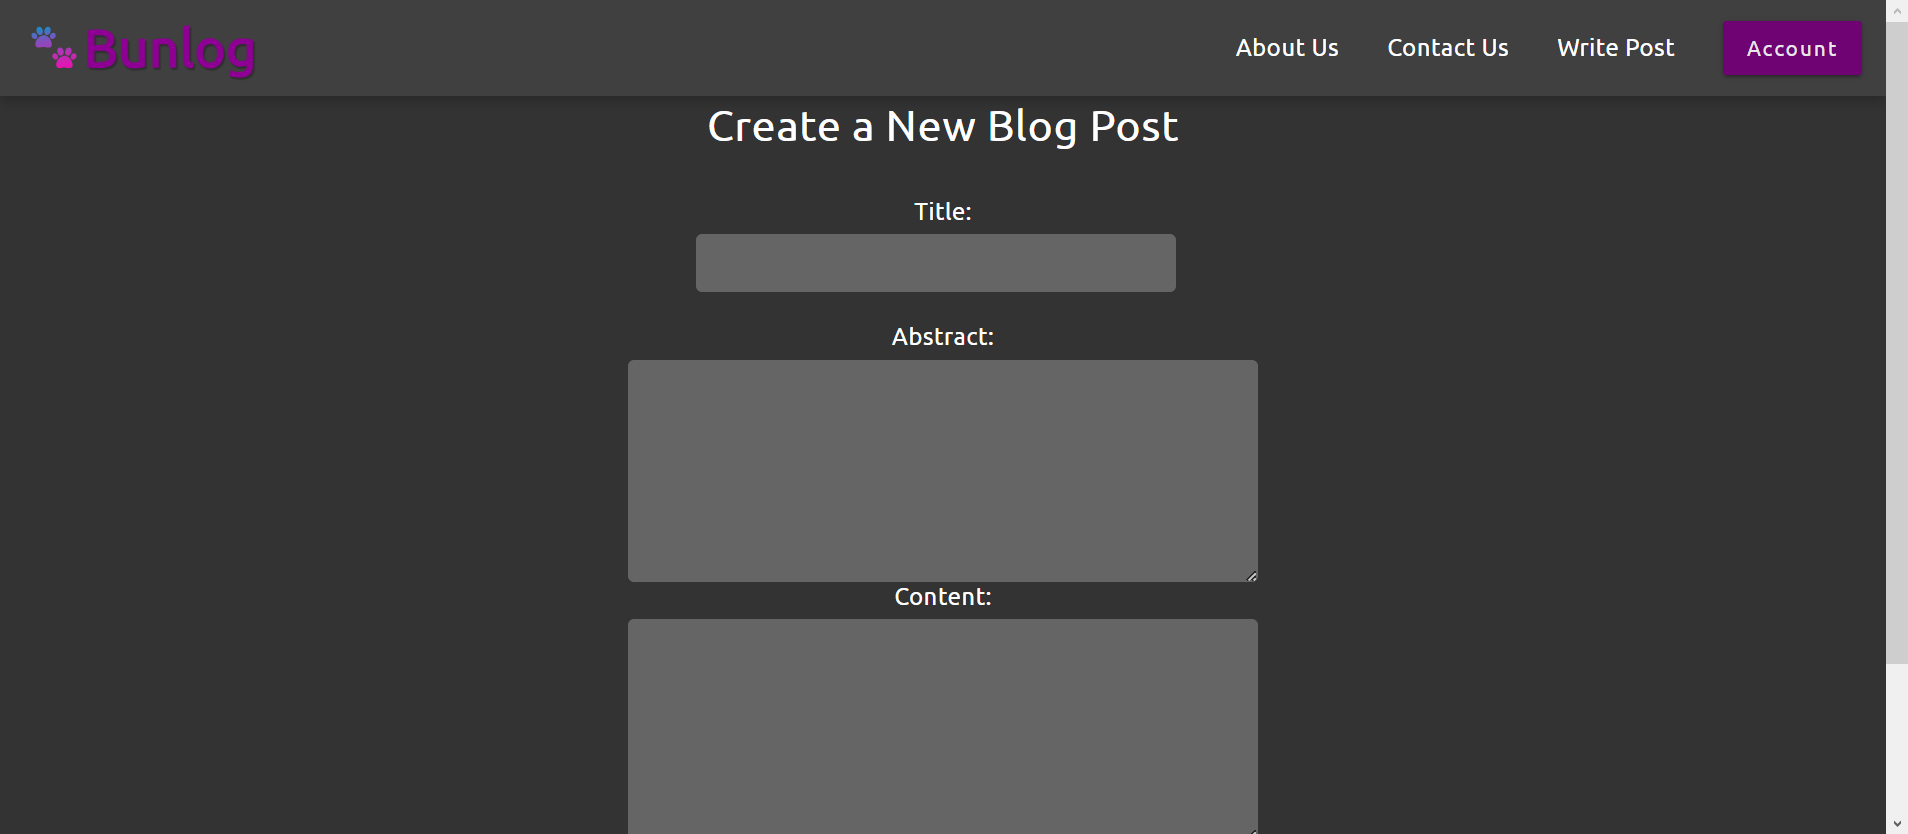 Bunlog
About Us
Contact Us
Write Post
Account
Create a New Blog Post
Title:
Abstract:
Content: